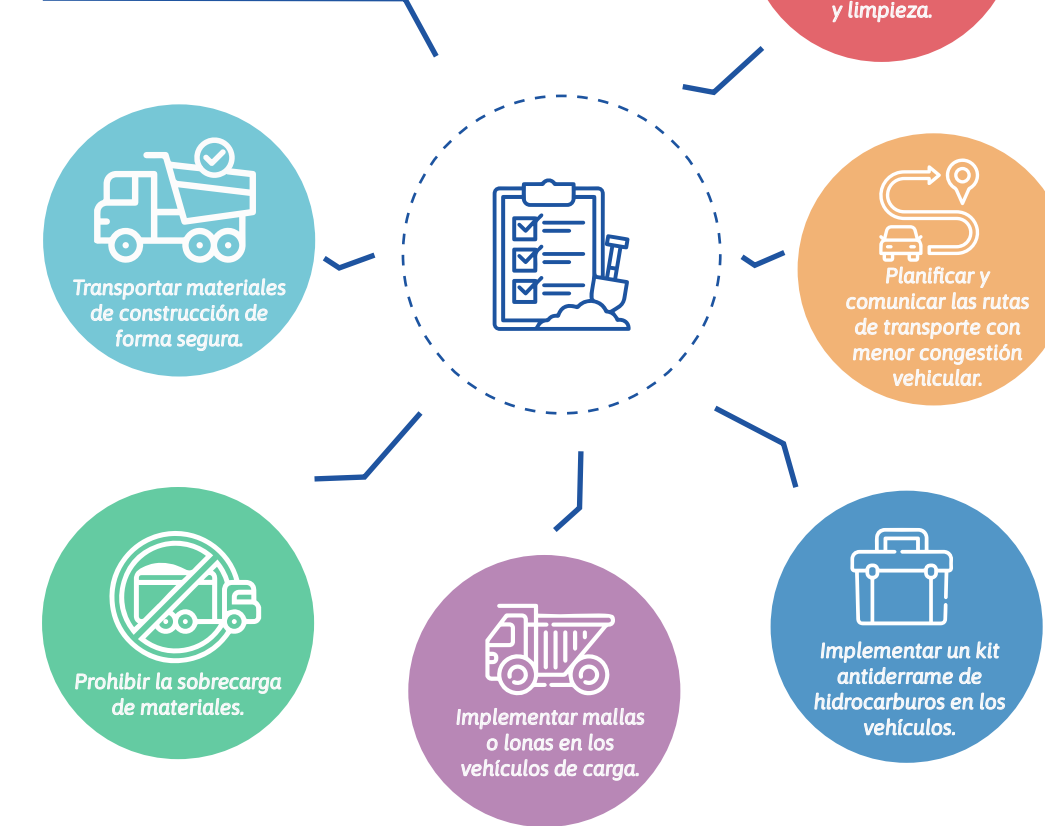 y limpieza.
Transportar materiales
de construcción de
forma segura.
Planificar y
comunicar las rutas
de transporte con
menor congestión
vehicular.
Prohibir la sobrecarga
de materiales.
Implementar mallas
o lonas en los
vehículos de carga.
Implementar un kit
antiderrame de
hidrocarburos en los
vehículos.